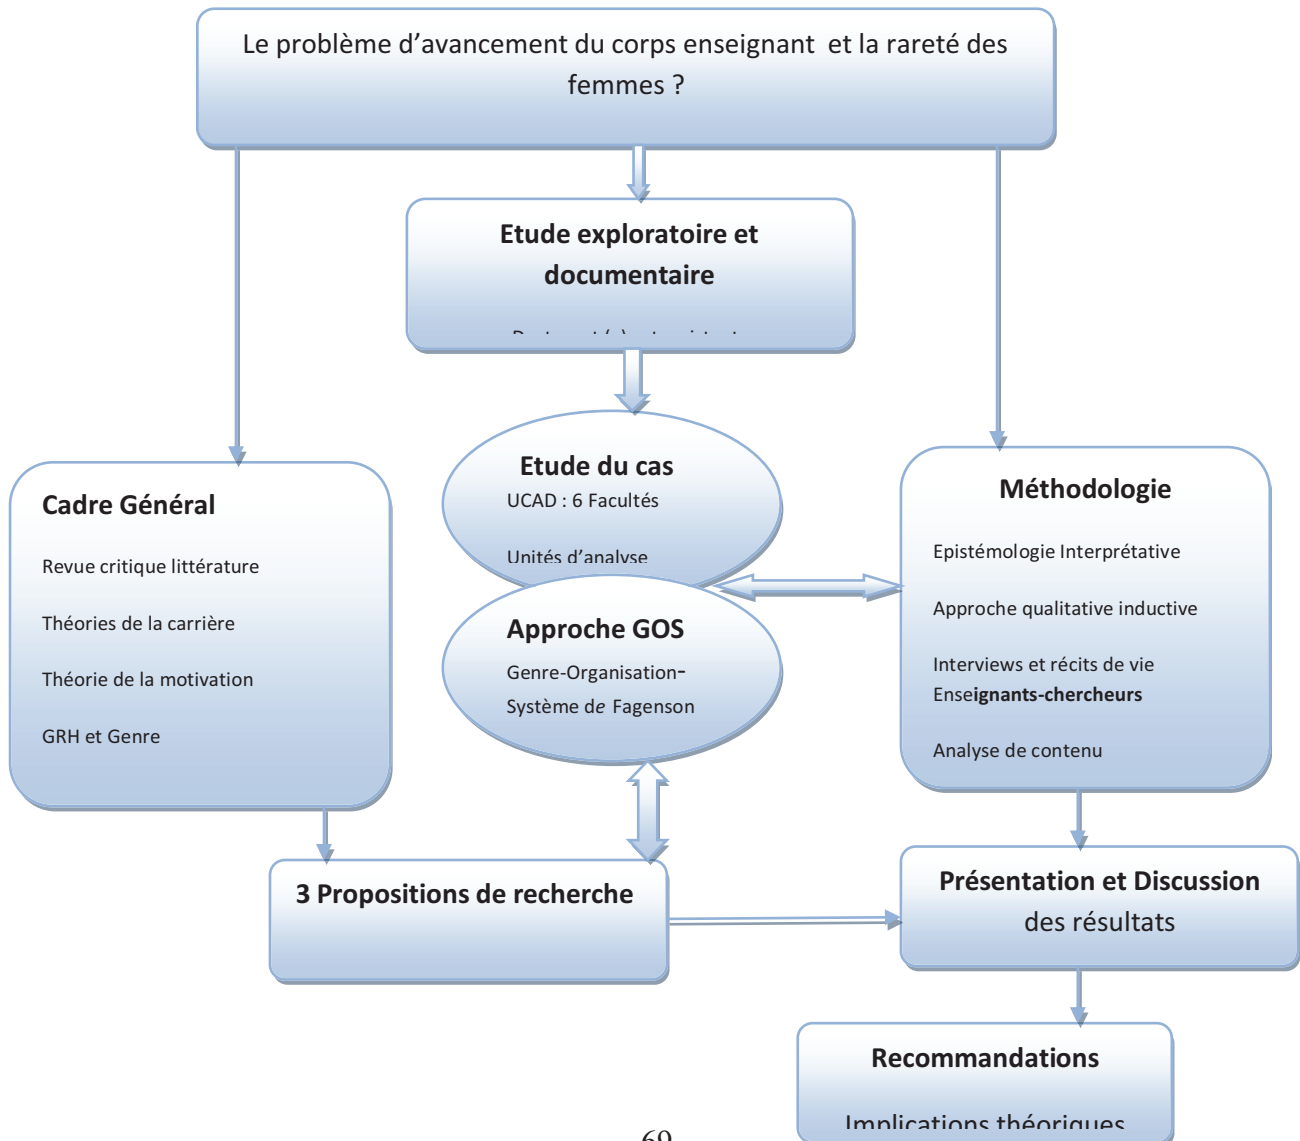 Le problème d’avancement du corps enseignant et la rareté des
femmes ?
Etude exploratoire et
documentaire
Etude du cas
UCAD : 6 Facultés
Unités d’analyse
Approche GOS
Genre-Organisation-
Système de Fagenson
Cadre Général
Revue critique littérature
Théories de la carrière
Théorie de la motivation
GRH et Genre
Méthodologie
Epistémologie Interprétative
Approche qualitative inductive
Interviews et récits de vie
Enseignants-chercheurs
Analyse de contenu
3 Propositions de recherche
Présentation et Discussion
des résultats
Recommandations
Implications théoriques
69